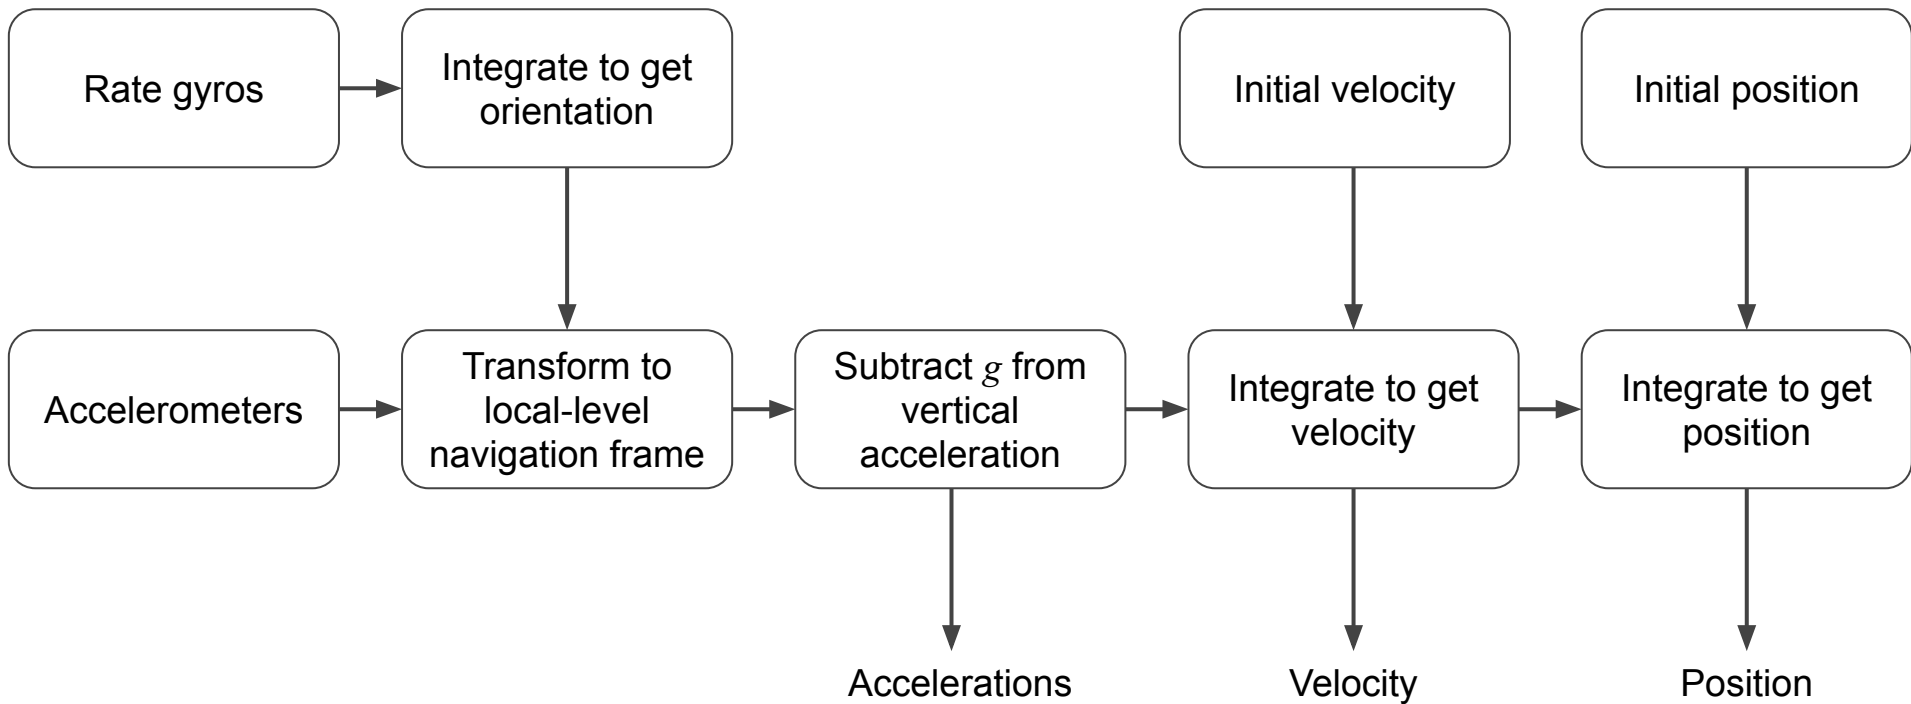 Rate gyros
Integrate to get
orientation
Initial velocity
Initial position
Accelerometers
Transform to
local-level
navigation frame
Subtract g from
vertical
acceleration
Integrate to get
velocity
Integrate to get
position
Accelerations
Velocity
Position